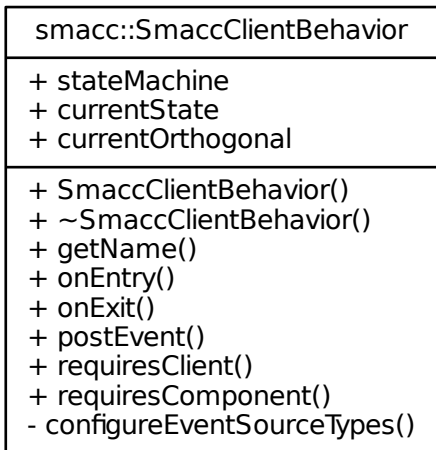 smacc::SmaccClientBehavior
+ stateMachine
+ currentState
+ currentOrthogonal
+ SmaccClientBehavior()
+ ~SmaccClientBehavior()
+ getName()
+ onEntry()
+ onExit()
+ postEvent()
+ requiresClient()
+ requiresComponent()
- configureEventSourceTypes()